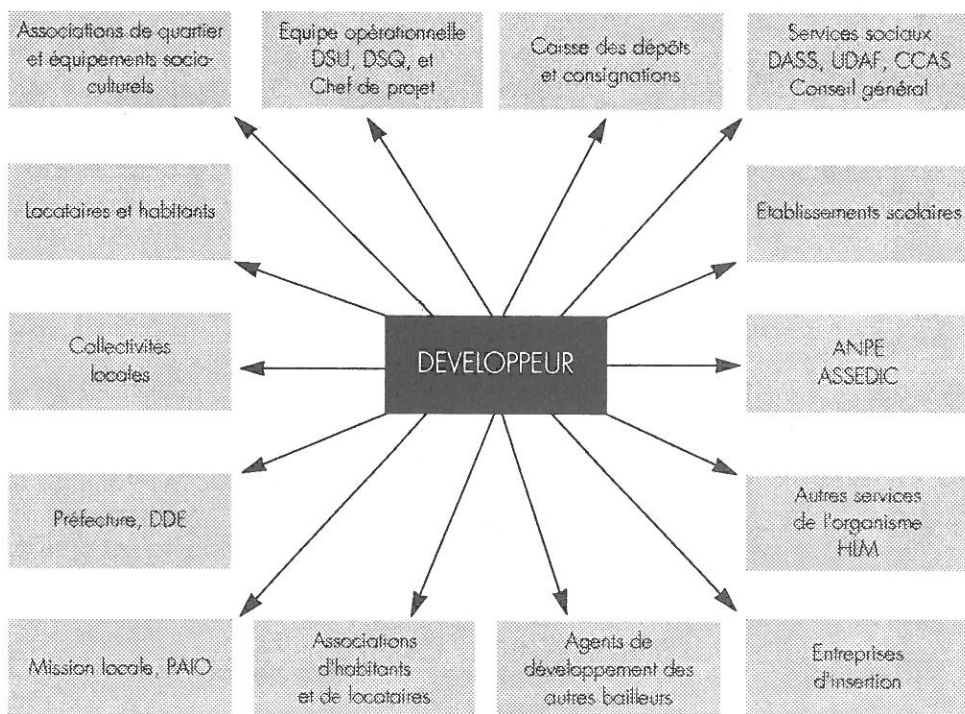 Associations de quartier
et équipements socio-
culturels
Equipe opérationnelle
DSU, DSQ, et
Chef de projet
Caisse des dépôts
et consignations
Services sociaux
DASS, UDAF, CCAS
Conseil général
Locataires et habitants
Etablissements scolaires
Collectivités
locales
DEVELOPPEUR
ANPE
ASSEDIC
Préfecture, DDE
Autres services
de l'organisme
HLM
Mission locale, PAIO
Associations
d'habitants
et de locataires
Agents de
développement des
autres bailleurs
Entreprises
d'insertion